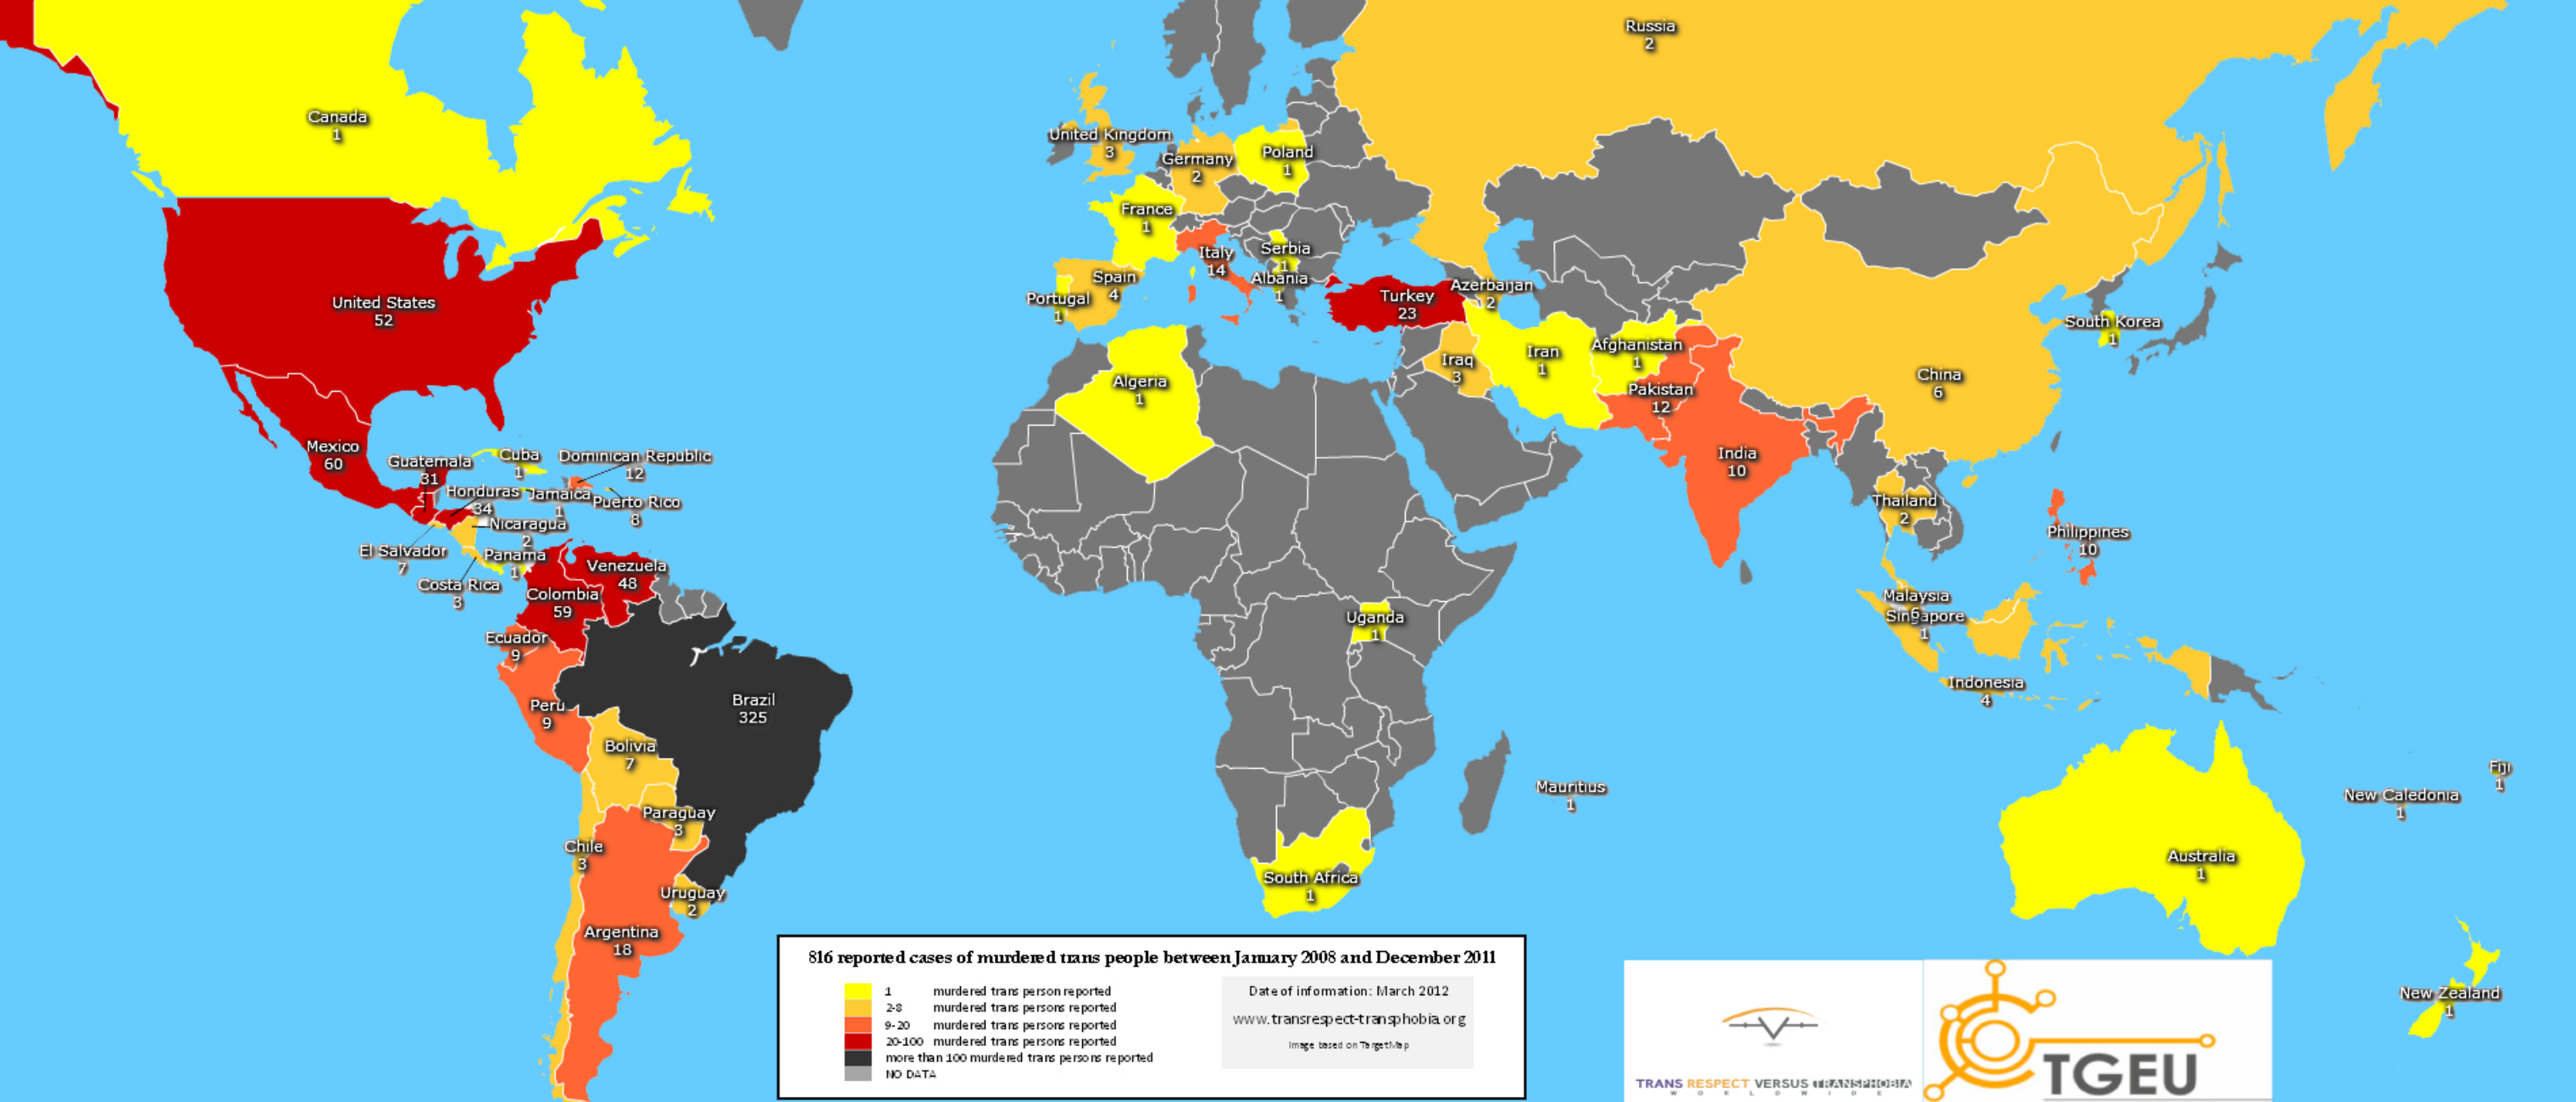 Russia
2
Canada
1
United Kingdom
3
Germany
2
Poland
1
France
1
Italy
14
Serbia
1
Albania
1
Spain
4
Portugal
1
Turkey
23
Azerbaijan
2
United States
52
Iraq
3
Iran
1
Afghanistan
1
Pakistan
12
China
6
South Korea
1
Algeria
1
India
10
Mexico
60
Guatemala
31
Cuba
1
Dominican Republic
12
Honduras
34
Jamaica
1
Puerto Rico
8
Nicaragua
2
El Salvador
7
Panama
1
Costa Rica
3
Venezuela
48
Colombia
59
Thailand
2
Philippines
10
Malaysia
6
Singapore
1
Ecuador
9
Uganda
1
Peru
9
Brazil
325
Indonesia
4
Bolivia
7
Mauritius
1
Fiji
1
New Caledonia
1
Paraguay
3
Chile
3
Australia
1
South Africa
1
Uruguay
2
Argentina
18
New Zealand
1
816 reported cases of murdered trans people between January 2008 and December 2011
1 murdered trans person reported
2-8 murdered trans persons reported
9-20 murdered trans persons reported
20-100 murdered trans persons reported
more than 100 murdered trans persons reported
NO DATA
Date of information: March 2012
www.transrespect-transphobia.org
Image based on TargetMap
TRANS RESPECT VERSUS TRANSPHOBIA
WORLDWIDE
TGEU